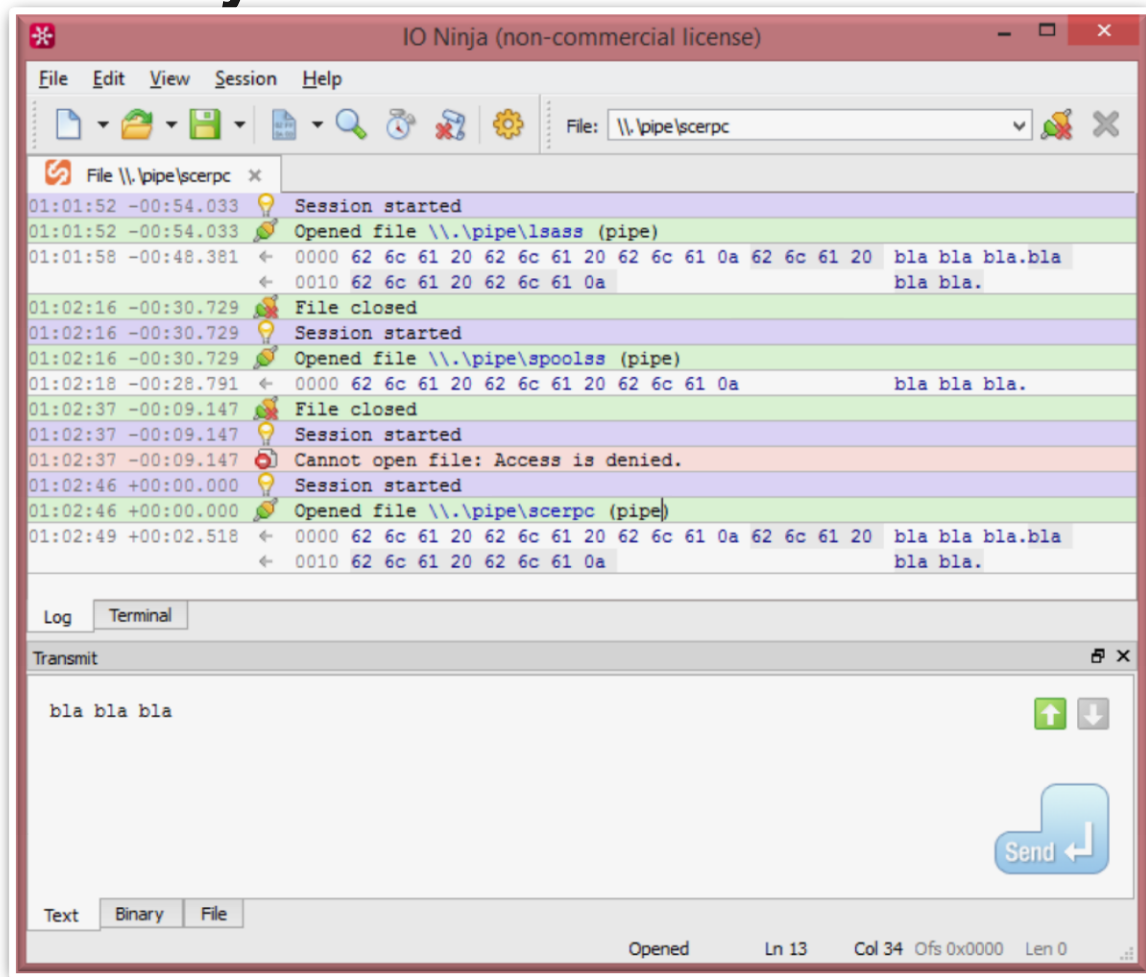 IO Ninja (non-commercial license)
File Edit View Session Help
File: \\.\pipe\scerpc
File \\.\pipe\scerpc
01:01:52 -00:54.033 Session started
01:01:52 -00:54.033 Opened file \\.\pipe\lsass (pipe)
01:01:58 -00:48.381 0000 62 6c 61 20 62 6c 61 20 62 6c 61 0a 62 6c 61 20 bla bla bla.bla
0010 62 6c 61 20 62 6c 61 0a bla bla.
01:02:16 -00:30.729 File closed
01:02:16 -00:30.729 Session started
01:02:16 -00:30.729 Opened file \\.\pipe\spoolss (pipe)
01:02:18 -00:28.791 0000 62 6c 61 20 62 6c 61 20 62 6c 61 0a bla bla bla.
01:02:37 -00:09.147 File closed
01:02:37 -00:09.147 Session started
01:02:37 -00:09.147 Cannot open file: Access is denied.
01:02:46 +00:00.000 Session started
01:02:46 +00:00.000 Opened file \\.\pipe\scerpc (pipe)
01:02:49 +00:02.518 0000 62 6c 61 20 62 6c 61 20 62 6c 61 0a 62 6c 61 20 bla bla bla.bla
0010 62 6c 61 20 62 6c 61 0a bla bla.
Log Terminal
Transmit
bla bla bla
Send
Text Binary File
Opened Ln 13 Col 34 Ofs 0x0000 Len 0